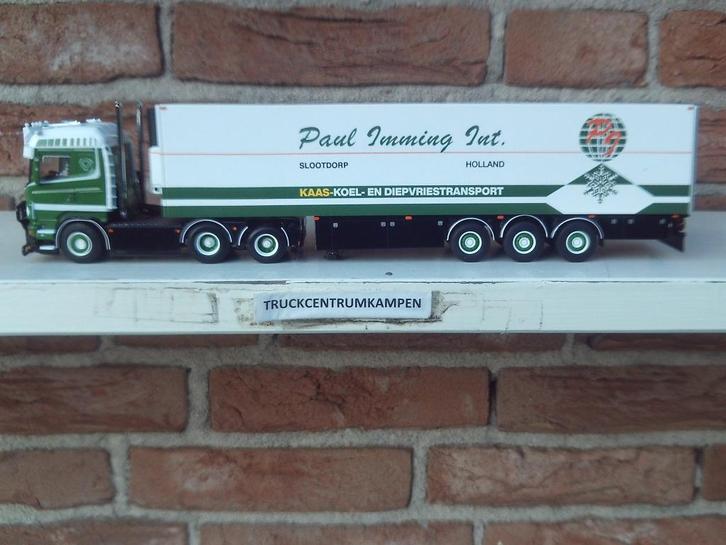 Paul Imming Int.
SLOOTDORP HOLLAND
KAAS-KOEL- EN DIEPVRIESTRANSPORT
TRUCKCENTRUMKAMPEN